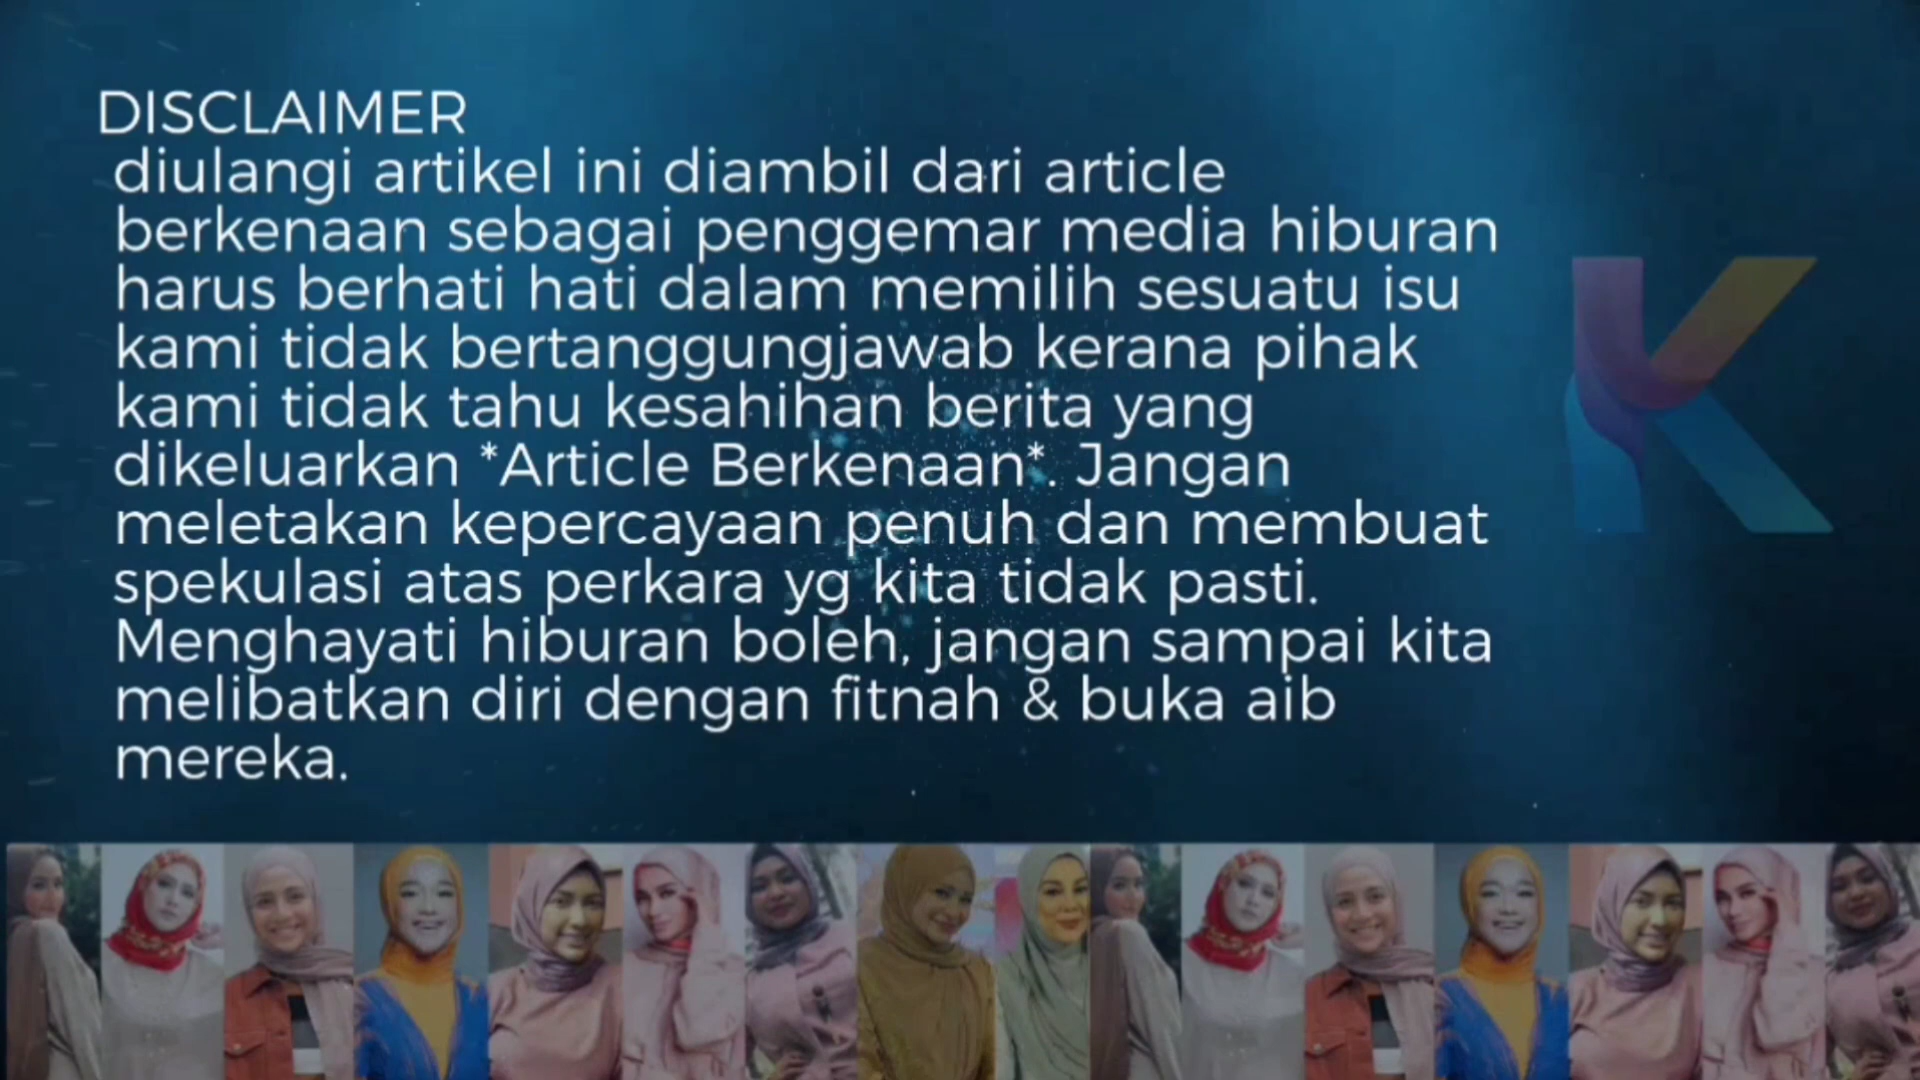 DISCLAIMER
diulangi artikel ini diambil dari article
berkenaan sebagai penggemar media hiburan
harus berhati hati dalam memilih sesuatu isu
kami tidak bertanggungjawab kerana pihak
kami tidak tahu kesahihan berita yang
dikeluarkan *Article Berkenaan*. Jangan
meletakan kepercayaan penuh dan membuat
spekulasi atas perkara yg kita tidak pasti.
Menghayati hiburan boleh, jangan sampai kita
melibatkan diri dengan fitnah & buka aib
mereka.
K